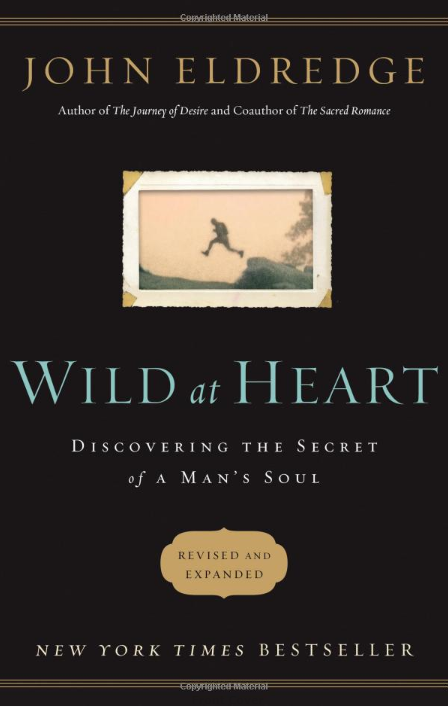 Copyrighted Material
JOHN ELDREDGE
Author of The Journey of Desire and Coauthor of The Sacred Romance
WILD at HEART
DISCOVERING THE SECRET
of A MAN'S SOUL
REVISED AND
EXPANDED
NEW YORK TIMES BESTSELLER
Copyrighted Material